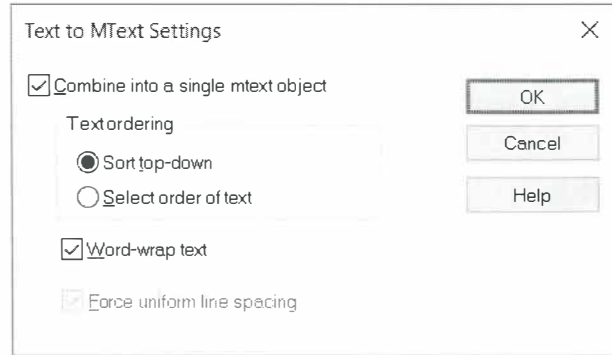 Text to MText Settings
Combine into a single mtext object
OK
Text ordering
Cancel
Sort top-down
Select order of text
Help
Word-wrap text
Force uniform line spacing